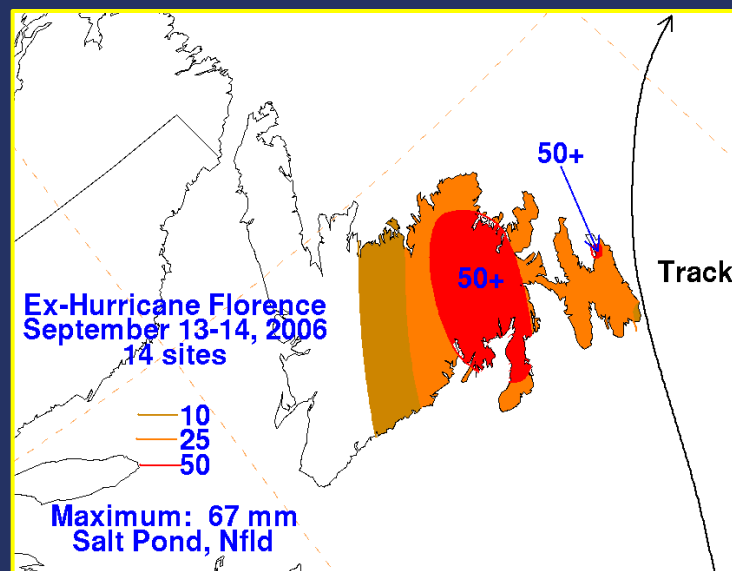 50+
50+
Track
Ex-Hurricane Florence
September 13-14, 2006
14 sites
10
25
50
Maximum: 67 mm
Salt Pond, Nfld